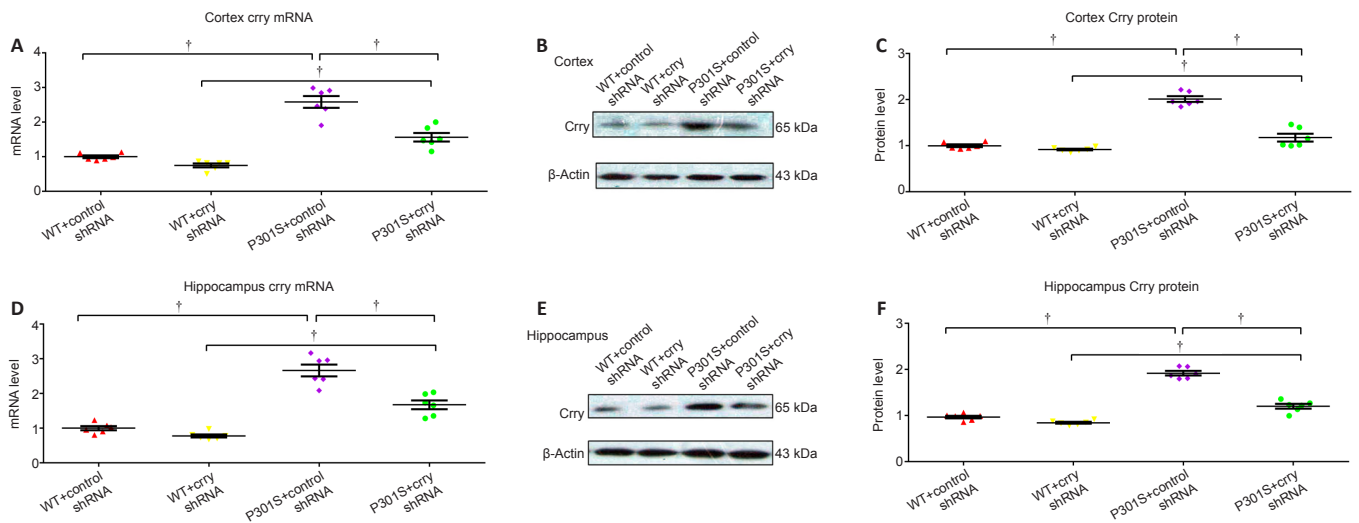 Cortex crry mRNA
A
†
†
†
4
3
2
1
0
mRNA level
WT+control
shRNA
WT+crry
shRNA
P301S+control
shRNA
P301S+crry
shRNA
B
Cortex
WT+control
shRNA
WT+cry
shRNA
P301S+control
shRNA
P301S+crry
shRNA
Crry
65 kDa
β-Actin
43 kDa
Cortex Crry protein
C
†
†
†
3
2
1
0
Protein level
WT+control
shRNA
WT+crry
shRNA
P301S+control
shRNA
P301S+crry
shRNA
Hippocampus crry mRNA
D
†
†
†
4
3
2
1
0
mRNA level
WT+control
shRNA
WT+crry
shRNA
P301S+control
shRNA
P301S+crry
shRNA
E
Hippocampus
WT+control
shRNA
WT+cry
shRNA
P301S+control
shRNA
P301S+crry
shRNA
Crry
65 kDa
β-Actin
43 kDa
Hippocampus Crry protein
F
†
†
†
3
2
1
0
Protein level
WT+control
shRNA
WT+crry
shRNA
P301S+control
shRNA
P301S+crry
shRNA